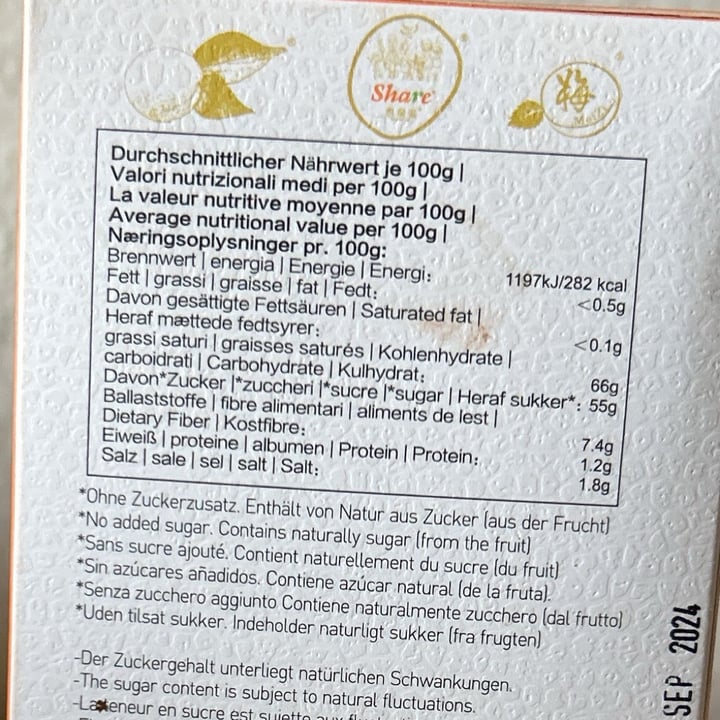 Share
梅
Durchschnittlicher Nährwert je 100g |
Valori nutrizionali medi per 100g |
La valeur nutritive moyenne par 100g |
Average nutritional value per 100g |
Næringsoplysninger pr. 100g:
Brennwert | energia | Energie | Energi: 1197kJ/282 kcal
Fett | grassi | graisse | fat | Fedt: <0.5g
Davon gesättigte Fettsäuren | Saturated fat |
Heraf mættede fedtsyrer: <0.1g
grassi saturi | graisses saturés | Kohlenhydrate |
carboidrati | Carbohydrate | Kulhydrat: 66g
Davon*Zucker |*zuccheri |*sucre |*sugar | Heraf sukker*: 55g
Ballaststoffe | fibre alimentari | aliments de lest |
Dietary Fiber | Kostfibre: 7.4g
Eiweiß | proteine | albumen | Protein | Protein: 1.2g
Salz | sale | sel | salt | Salt: 1.8g
*Ohne Zuckerzusatz. Enthält von Natur aus Zucker (aus der Frucht)
*No added sugar. Contains naturally sugar (from the fruit)
*Sans sucre ajouté. Contient naturellement du sucre (du fruit)
*Sin azúcares añadidos. Contiene azúcar natural (de la fruta).
*Senza zucchero aggiunto Contiene naturalmente zucchero (dal frutto)
*Uden tilsat sukker. Indeholder naturligt sukker (fra frugten)
-Der Zuckergehalt unterliegt natürlichen Schwankungen.
-The sugar content is subject to natural fluctuations.
en sucre est sujette aux
SEP 2024